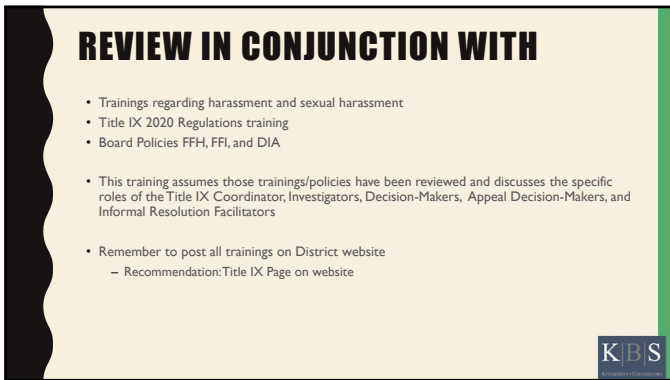 REVIEW IN CONJUNCTION WITH
• Trainings regarding harassment and sexual harassment
• Title IX 2020 Regulations training
• Board Policies FFH, FFI, and DIA
• This training assumes those trainings/policies have been reviewed and discusses the specific
roles of the Title IX Coordinator, Investigators, Decision-Makers, Appeal Decision-Makers, and
Informal Resolution Facilitators
• Remember to post all trainings on District website
– Recommendation: Title IX Page on website
K|B|S
ATTORNEYS • COUNSELORS